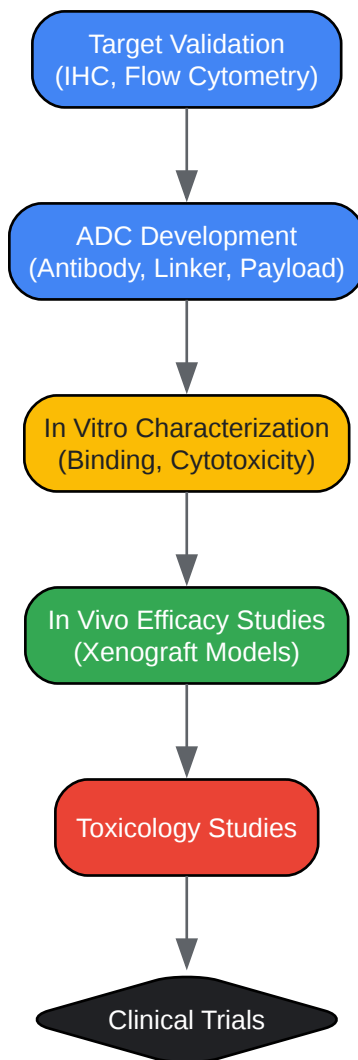 Target Validation
(IHC, Flow Cytometry)
ADC Development
(Antibody, Linker, Payload)
In Vitro Characterization
(Binding, Cytotoxicity)
In Vivo Efficacy Studies
(Xenograft Models)
Toxicology Studies
Clinical Trials